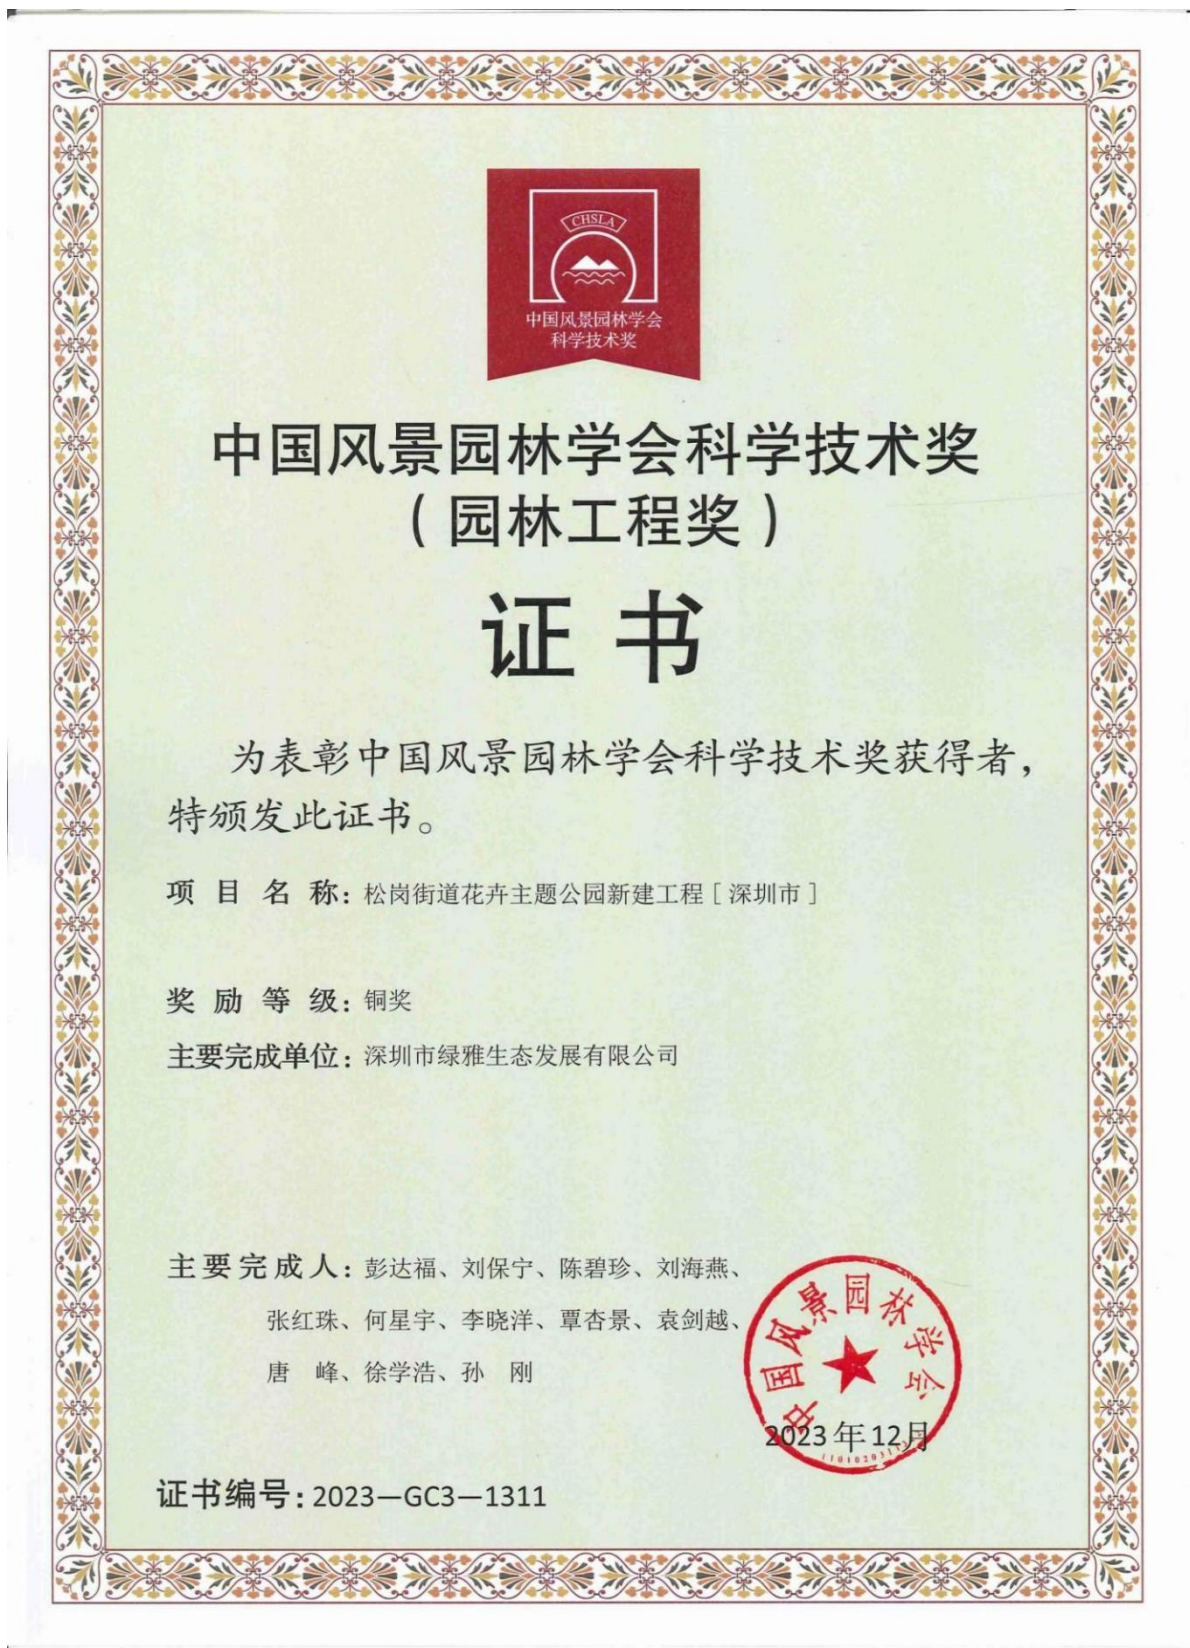 CHSLA
中国风景园林学会
科学技术奖
中国风景园林学会科学技术奖
（园林工程奖）
证书
为表彰中国风景园林学会科学技术奖获得者，
特颁发此证书。
项目名称：松岗街道花卉主题公园新建工程［深圳市］
奖励等级：铜奖
主要完成单位：深圳市绿雅生态发展有限公司
主要完成人：彭达福、刘保宁、陈碧珍、刘海燕、
张红珠、何星宇、李晓洋、覃杏景、袁剑越、
唐　峰、徐学浩、孙　刚
中国风景园林学会
2023年12月
证书编号：2023—GC3—1311